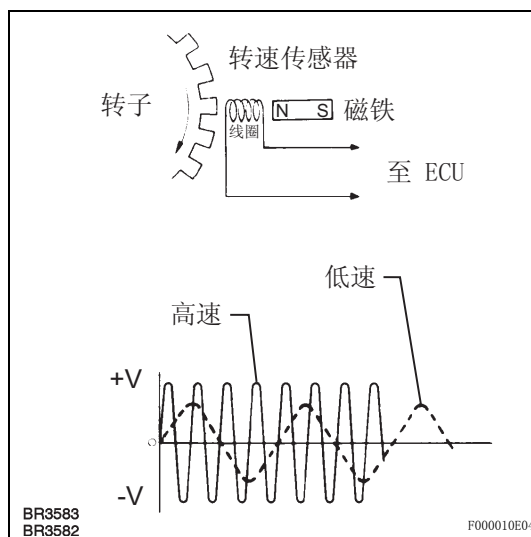 转速传感器
转子
N S 磁铁
线圈
至 ECU
低速
高速
+V
-V
BR3583
BR3582
F000010E04